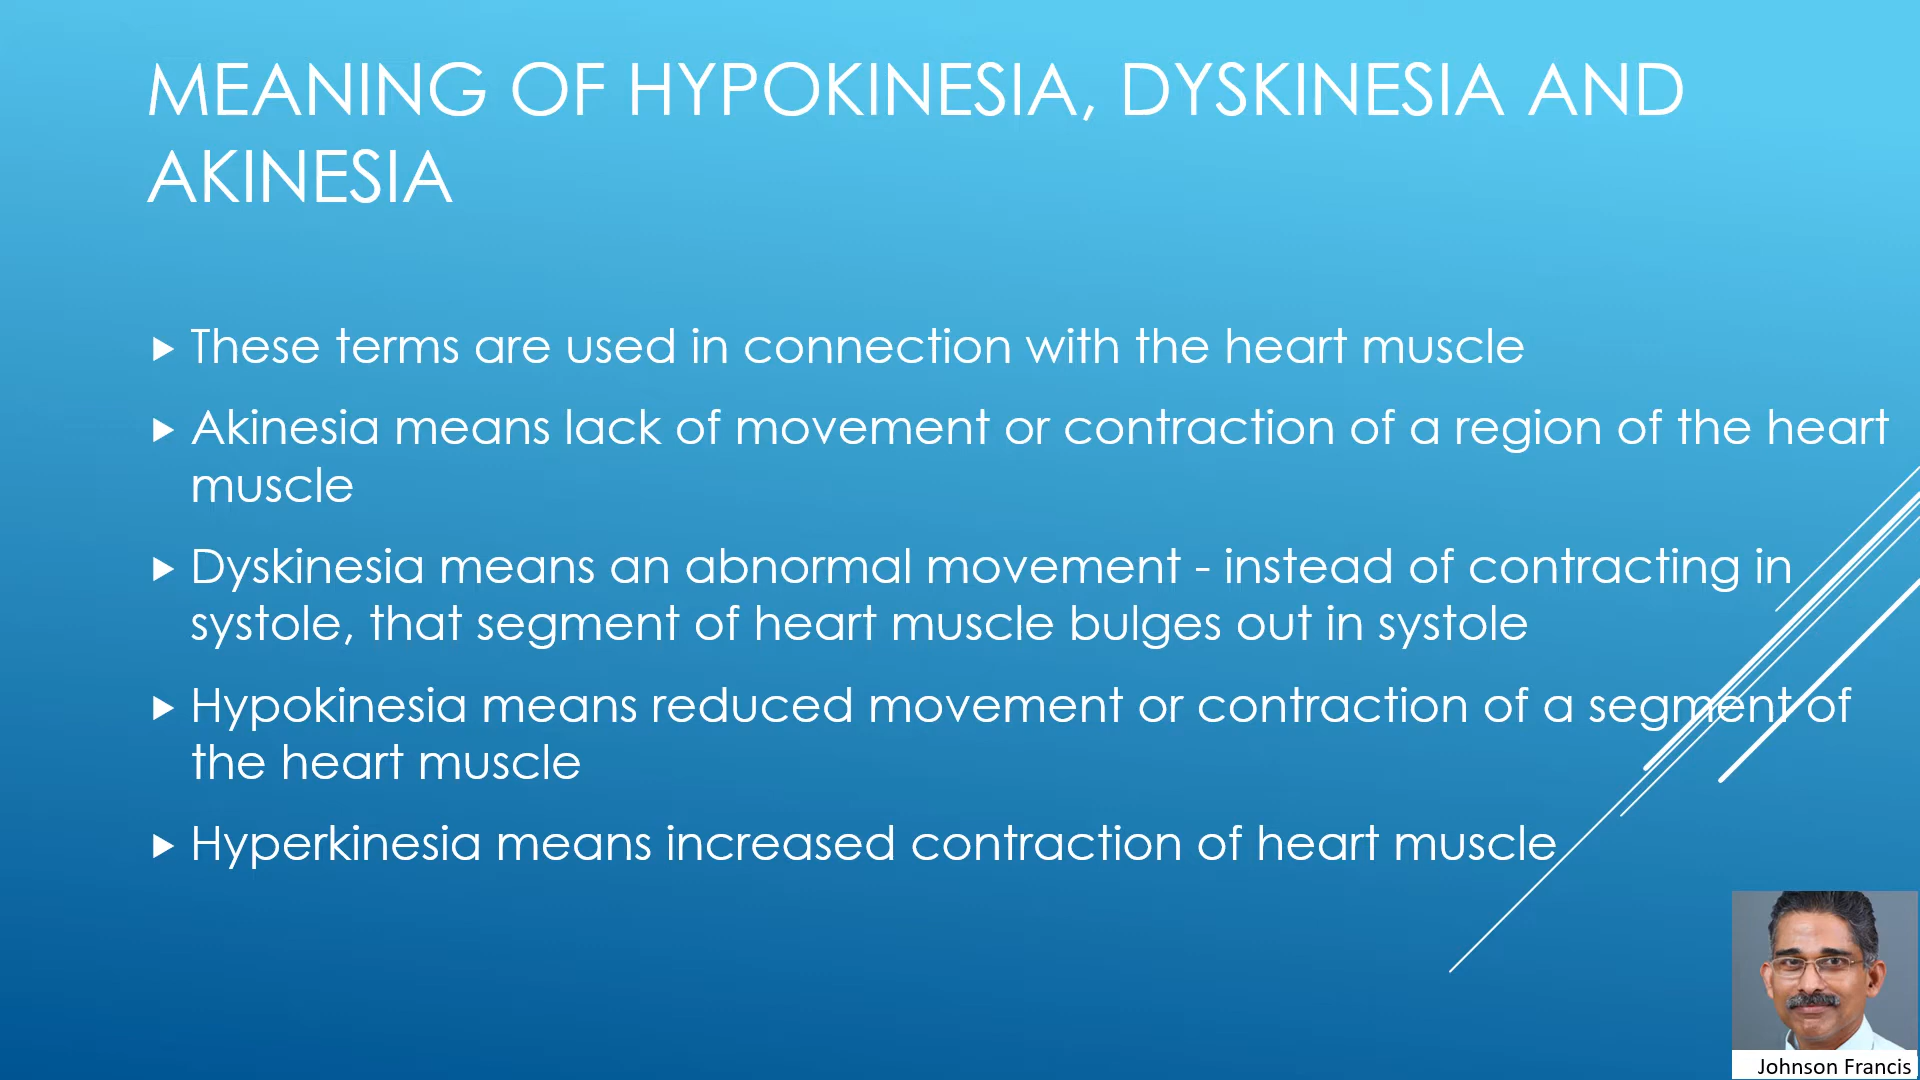 MEANING OF HYPOKINESIA, DYSKINESIA AND
AKINESIA
These terms are used in connection with the heart muscle
Akinesia means lack of movement or contraction of a region of the heart
muscle
Dyskinesia means an abnormal movement - instead of contracting in
systole, that segment of heart muscle bulges out in systole
Hypokinesia means reduced movement or contraction of a segment of
the heart muscle
Hyperkinesia means increased contraction of heart muscle
Johnson Francis